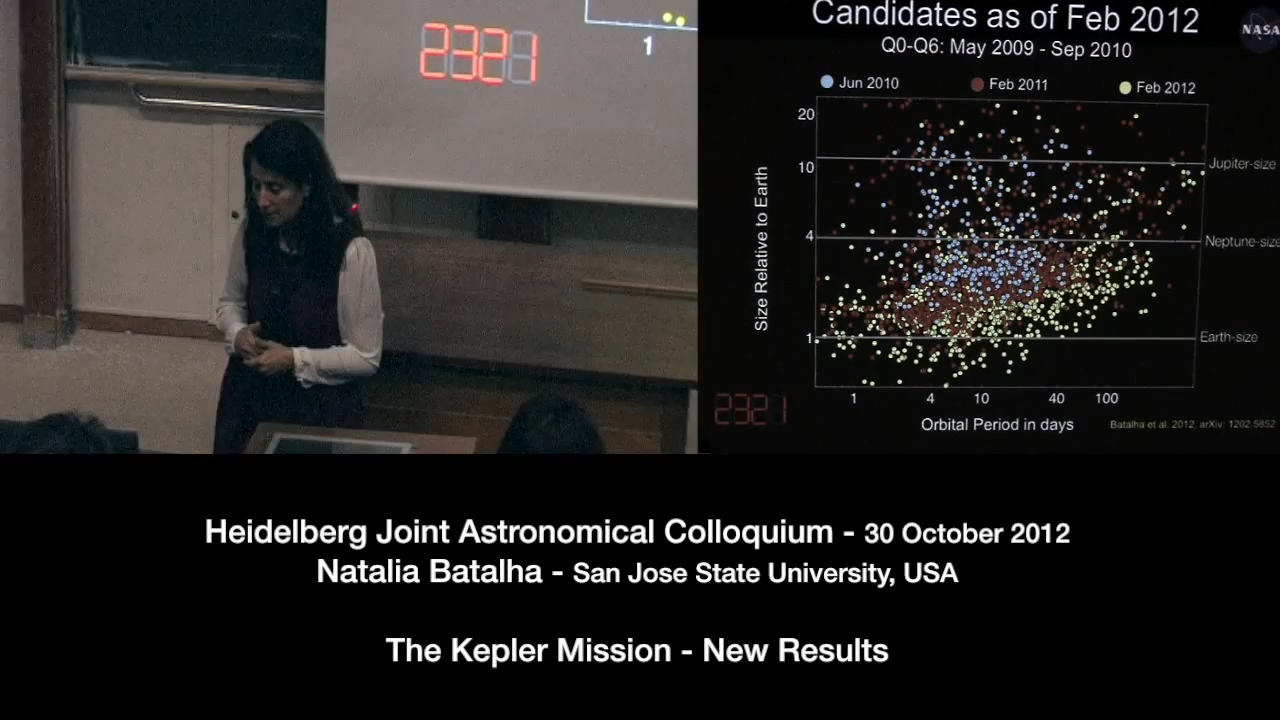 2321
1
Candidates as of Feb 2012
NASA
Q0-Q6: May 2009 - Sep 2010
Jun 2010
Feb 2011
Feb 2012
20
10
4
1
Jupiter-size
Neptune-size
Earth-size
Size Relative to Earth
1
4
10
40
100
Orbital Period in days
2321
Batalha et al. 2012, arXiv: 1202.5852
Heidelberg Joint Astronomical Colloquium - 30 October 2012
Natalia Batalha - San Jose State University, USA
The Kepler Mission - New Results